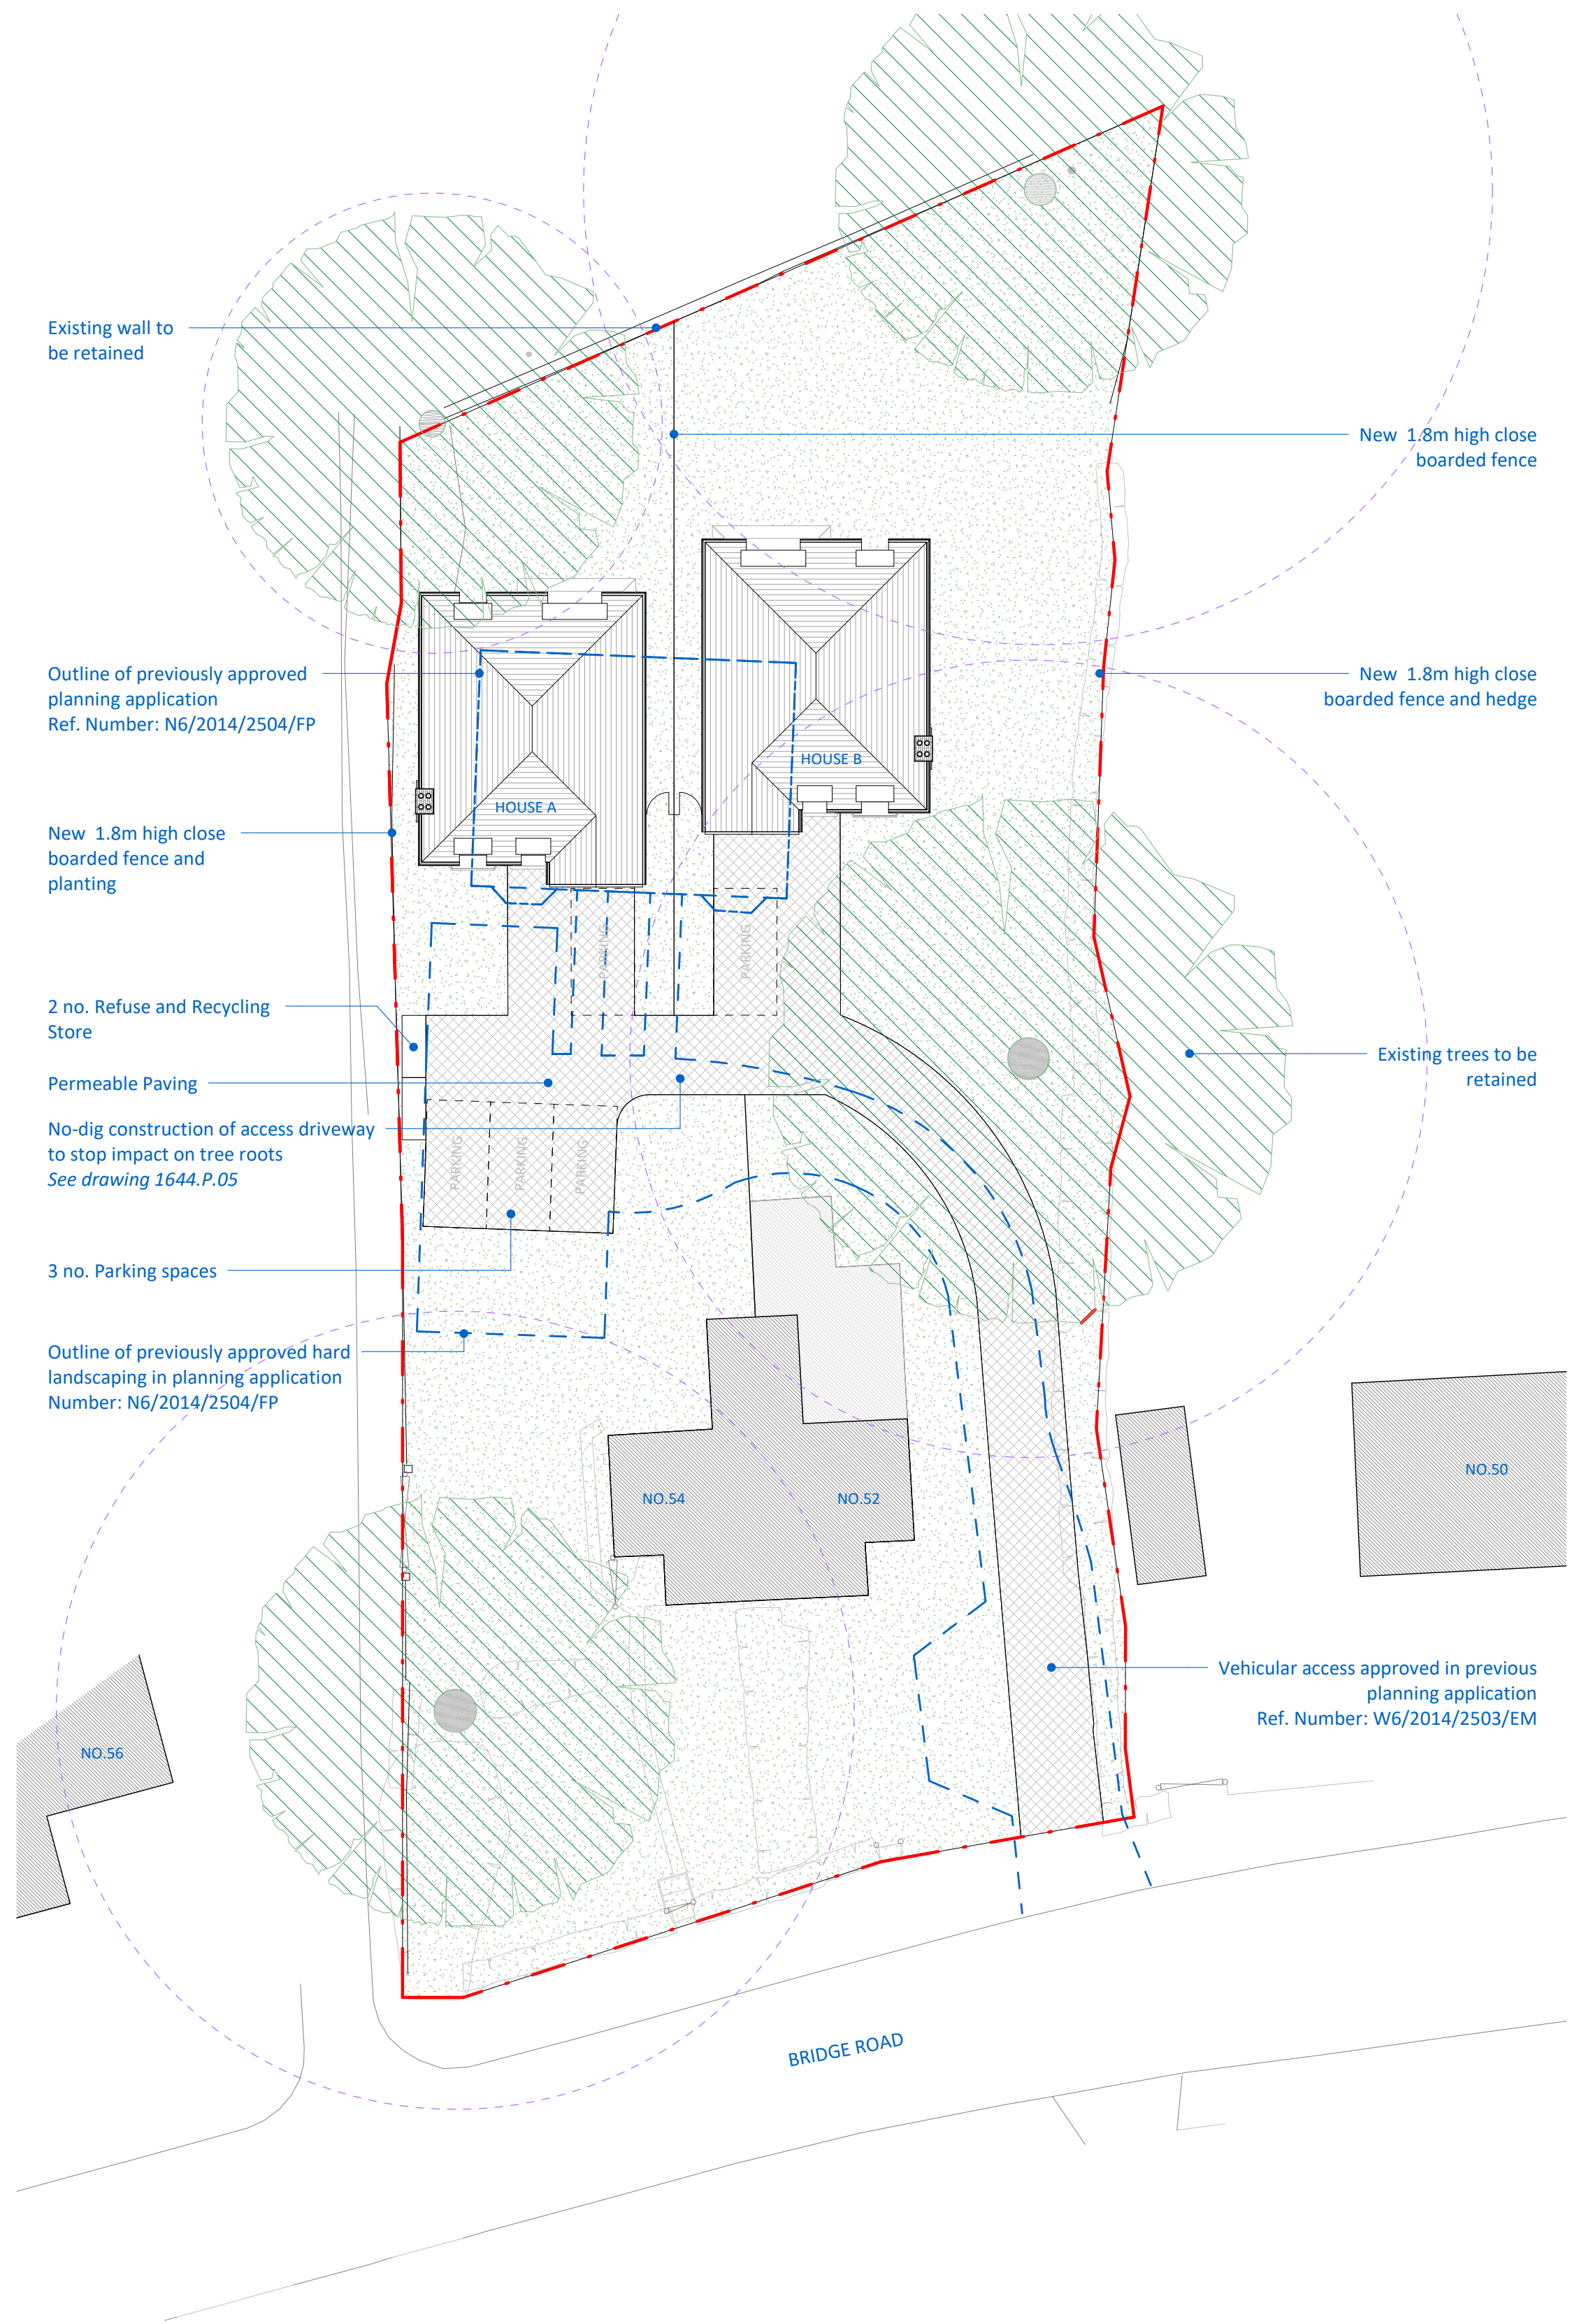 Existing wall to
be retained
New 1.8m high close
boarded fence
Outline of previously approved
planning application
Ref. Number: N6/2014/2504/FP
New 1.8m high close
boarded fence and hedge
HOUSE B
HOUSE A
New 1.8m high close
boarded fence and
planting
PARKING
PARKING
2 no. Refuse and Recycling
Store
Existing trees to be
retained
Permeable Paving
No-dig construction of access driveway
to stop impact on tree roots
See drawing 1644.P.05
PARKING
PARKING
PARKING
3 no. Parking spaces
Outline of previously approved hard
landscaping in planning application
Number: N6/2014/2504/FP
NO.50
NO.54
NO.52
Vehicular access approved in previous
planning application
Ref. Number: W6/2014/2503/EM
NO.56
BRIDGE ROAD